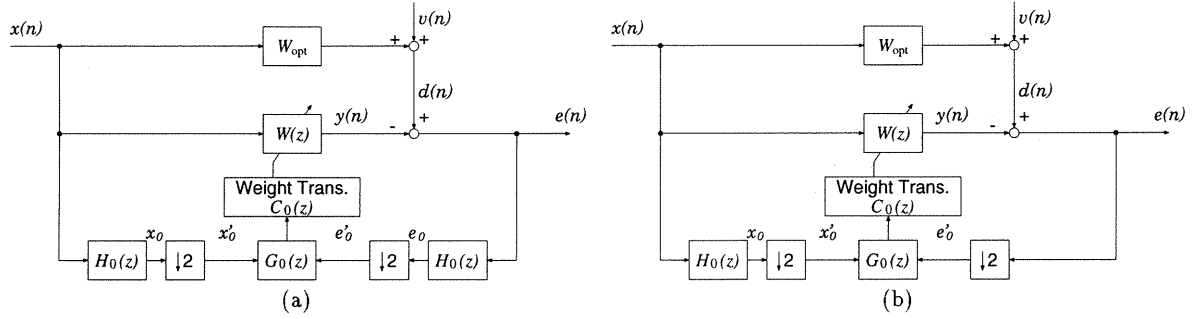 x(n)
v(n)
W_opt
+
+
d(n)
W(z)
y(n)
-
+
e(n)
Weight Trans.
C_0(z)
H_0(z)
x_0
↓2
x'_0
G_0(z)
e'_0
↓2
e_0
H_0(z)
(a)
x(n)
v(n)
W_opt
+
+
d(n)
W(z)
y(n)
-
+
e(n)
Weight Trans.
C_0(z)
H_0(z)
x_0
↓2
x'_0
G_0(z)
e'_0
↓2
(b)